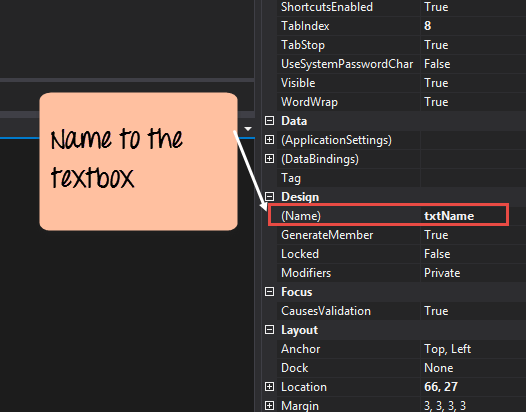 ShortcutsEnabled True
TabIndex 8
TabStop True
UseSystemPasswordChar False
Visible True
WordWrap True
Data
(ApplicationSettings)
(DataBindings)
Tag
Name to the
textbox
Design
(Name) txtName
GenerateMember True
Locked False
Modifiers Private
Focus
CausesValidation True
Layout
Anchor Top, Left
Dock None
Location 66, 27
Margin 3, 3, 3, 3